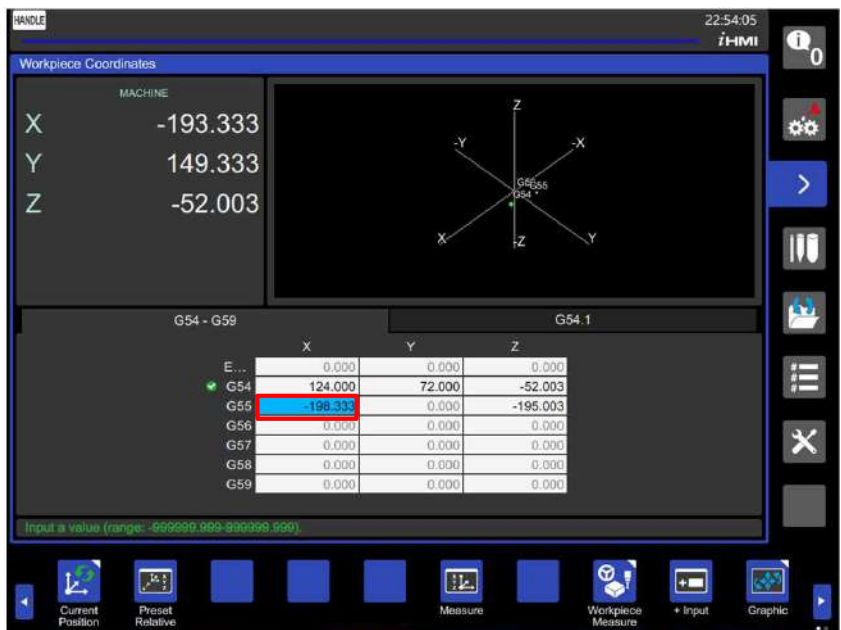 HANDLE
22:54:05
iHMI
0
Workpiece Coordinates
MACHINE
X -193.333
Y 149.333
Z -52.003
Z
-Y -X
G55
G54
X -Z Y
G54 - G59
G54.1
X Y Z
E... 0.000 0.000 0.000
G54 124.000 72.000 -52.003
G55 -198.333 0.000 -195.003
G56 0.000 0.000 0.000
G57 0.000 0.000 0.000
G58 0.000 0.000 0.000
G59 0.000 0.000 0.000
Input a value (range: -999999.999-999999.999).
Current Position
Preset Relative
Measure
Workpiece Measure
+ Input
Graphic